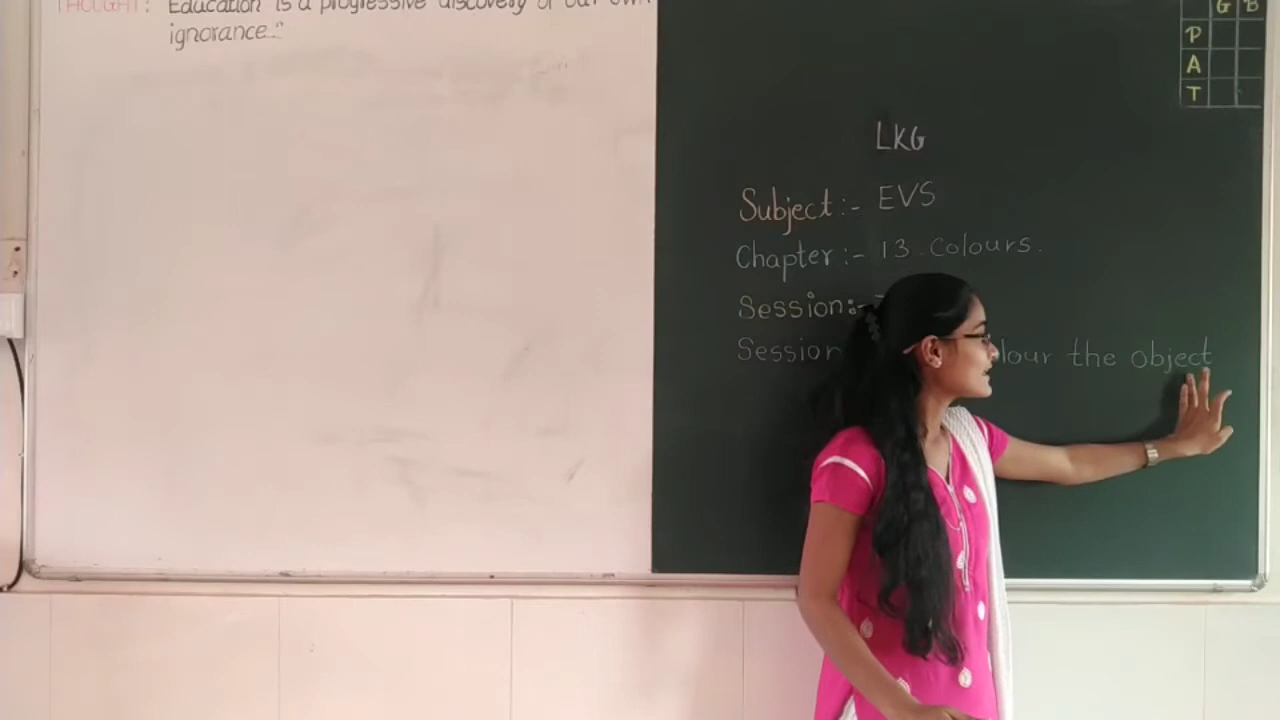 THOUGHT: Education is a progressive discovery of our own
ignorance.."
G B
P
A
T
LKG
Subject :- EVS
Chapter :- 13. Colours.
Session:-
Session lour the object